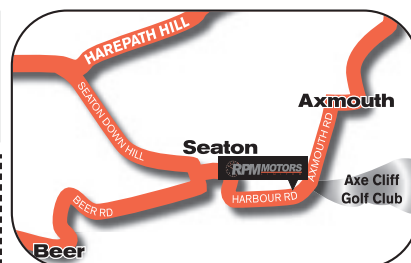 HAREPATH HILL
SEATON DOWN HILL
Axmouth
AXMOUTH RD
Seaton
RPM MOTORS
Axe Cliff
Golf Club
HARBOUR RD
BEER RD
Beer